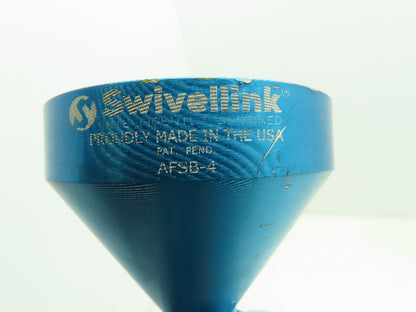 Swivellink®
PROUDLY MADE IN THE USA
PAT. PEND.
AFSB-4